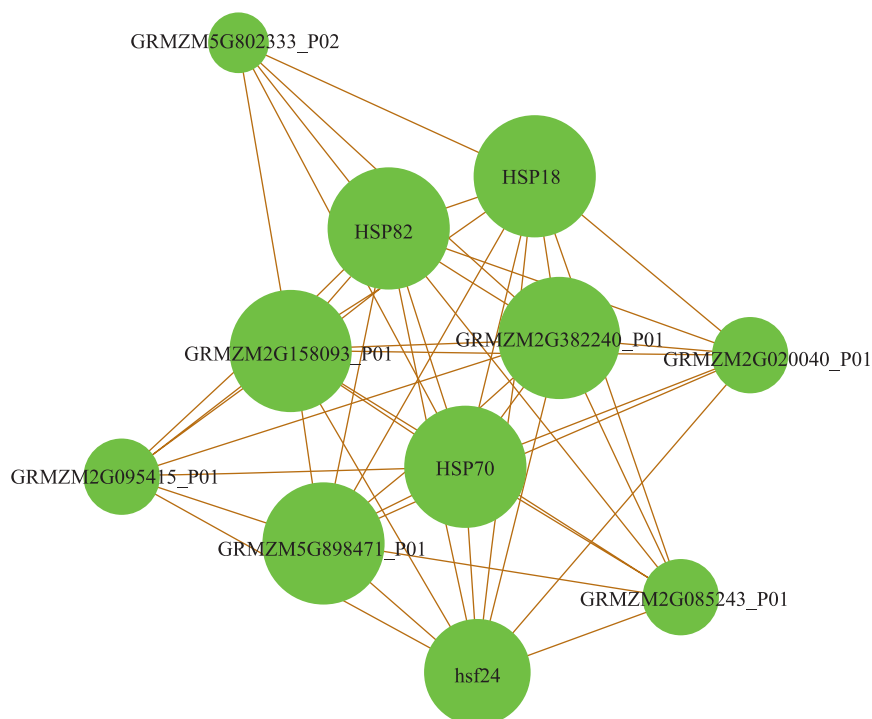 GRMZM5G802333_P02
HSP18
HSP82
GRMZM2G382240_P01
GRMZM2G158093_P01
GRMZM2G020040_P01
HSP70
GRMZM2G095415_P01
GRMZM5G898471_P01
GRMZM2G085243_P01
hsf24